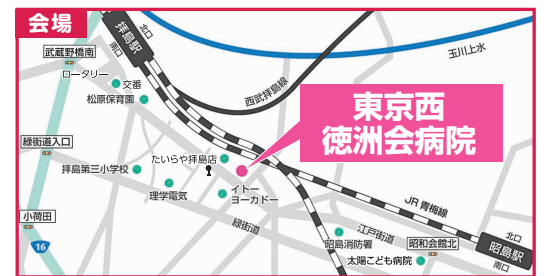 会場
拝島駅
北口
南口
武蔵野橋南
ロータリー
交番
松原保育園
玉川上水
西武拝島線
東京西
徳洲会病院
緑街道入口
たいらや拝島店
拝島第三小学校
理学電気
イトー
ヨーカドー
JR青梅線
小荷田
緑街道
江戸街道
16
昭島消防署
昭和会館北
太陽こども病院
北口
昭島駅
南口